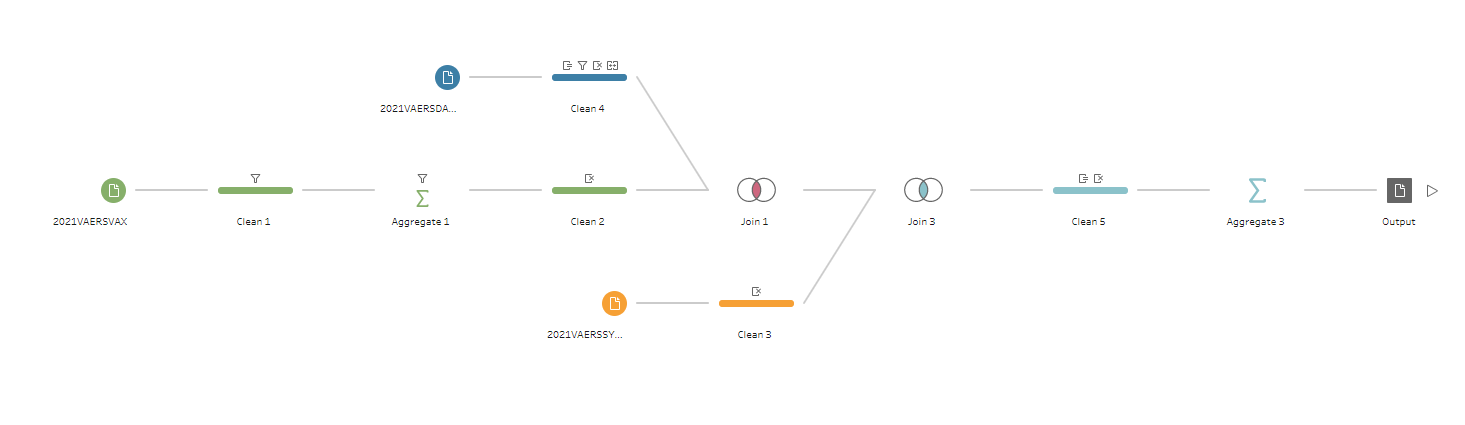 2021VAERSDA...
Clean 4
2021VAERSVAX
Clean 1
Aggregate 1
Clean 2
Join 1
Join 3
Clean 5
Aggregate 3
Output
2021VAERSSY...
Clean 3